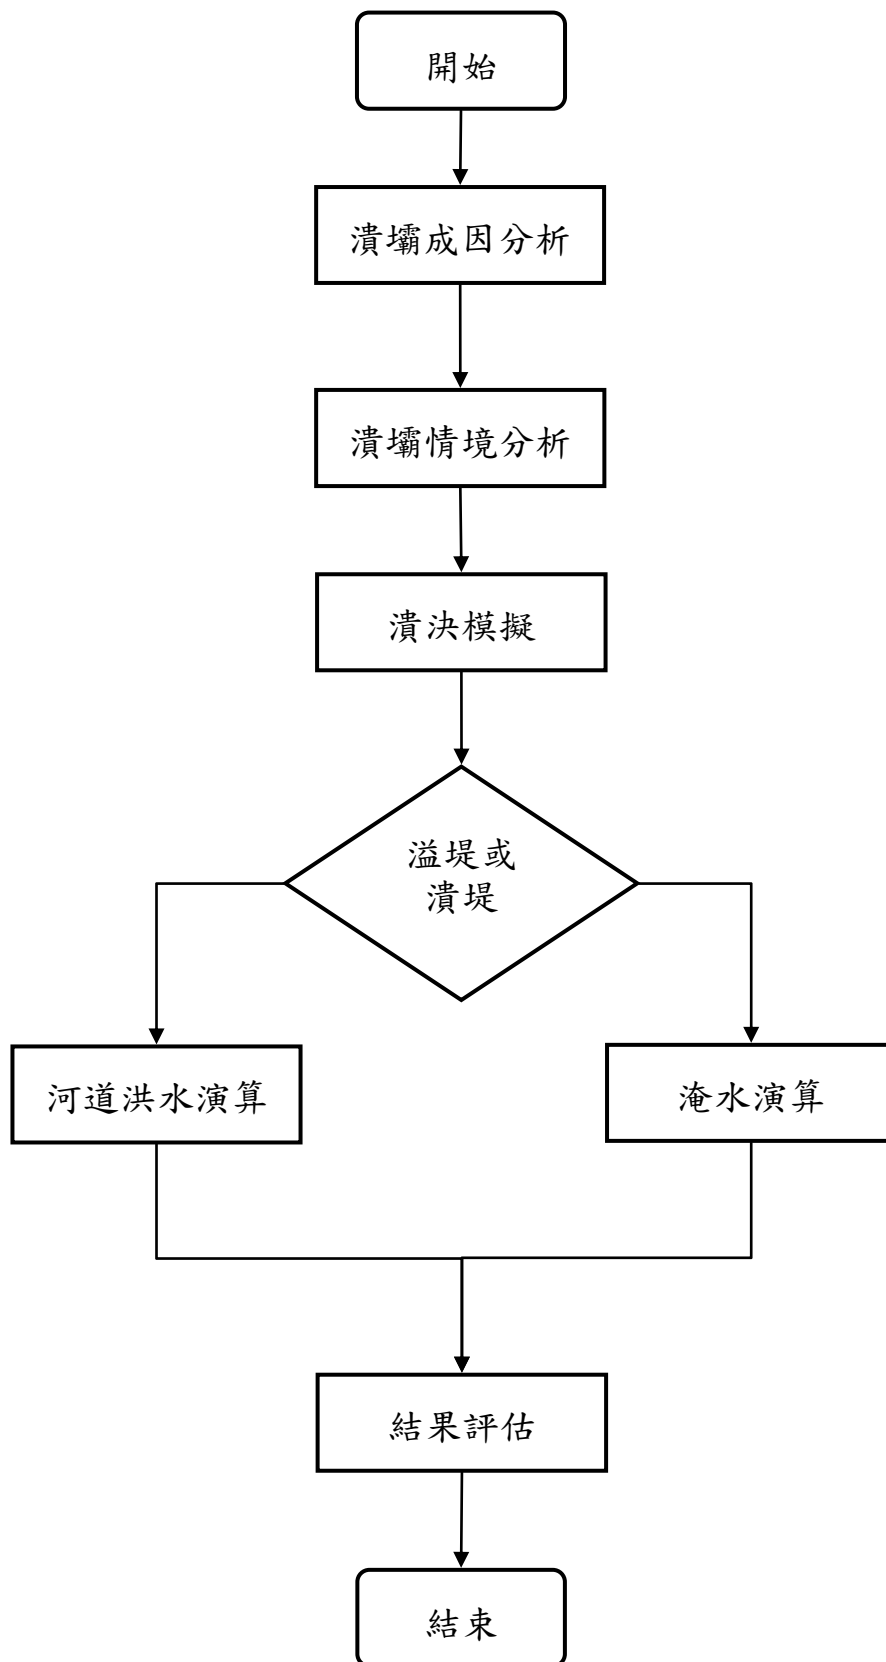 開始
潰壩成因分析
潰壩情境分析
潰決模擬
溢堤或
潰堤
河道洪水演算
淹水演算
結果評估
結束